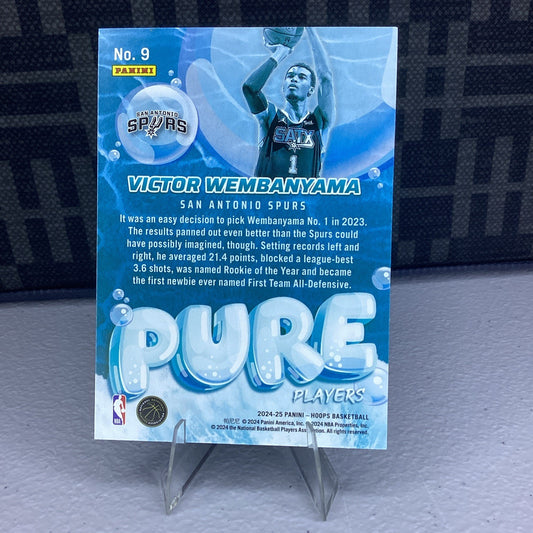 No. 9
PANINI
SAN ANTONIO
SPURS
SATX
1
VICTOR WEMBANYAMA
SAN ANTONIO SPURS
It was an easy decision to pick Wembanyama No. 1 in 2023.
The results panned out even better than the Spurs could
have possibly imagined, though. Setting records left and
right, he averaged 21.4 points, blocked a league-best
3.6 shots, was named Rookie of the Year and became
the first newbie ever named First Team All-Defensive.
PURE
PLAYERS
2024-25 PANINI – HOOPS BASKETBALL
© 2024 Panini America, Inc. © 2024 NBA Properties, Inc.
© 2024 the National Basketball Players Association. All rights reserved.
NBA